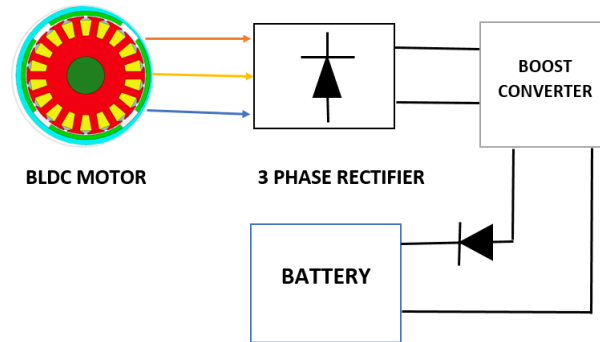 BOOST
CONVERTER
BLDC MOTOR
3 PHASE RECTIFIER
BATTERY